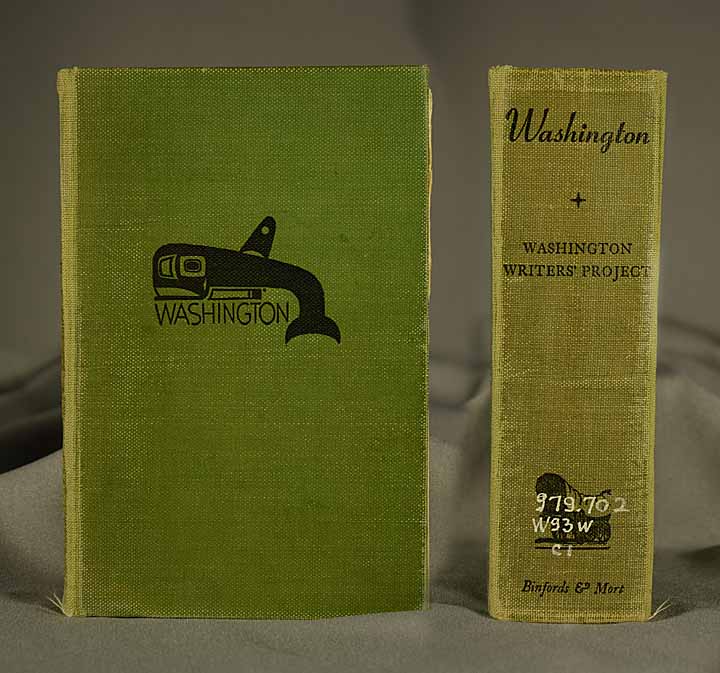 WASHINGTON
Washington
WASHINGTON
WRITERS' PROJECT
979.702
W93w
C1
Binfords & Mort